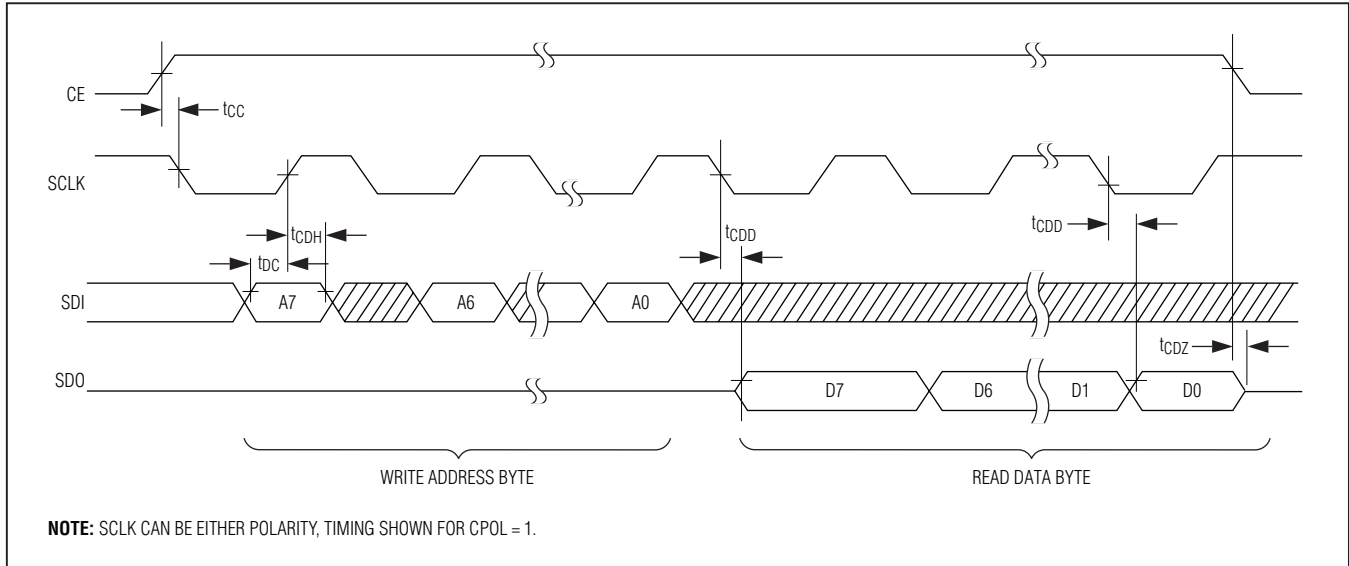 CE
tCC
SCLK
tCDH
tDC
tCDD
tCDD
SDI
A7
A6
A0
tCDZ
SDO
D7
D6
D1
D0
WRITE ADDRESS BYTE
READ DATA BYTE
NOTE: SCLK CAN BE EITHER POLARITY, TIMING SHOWN FOR CPOL = 1.